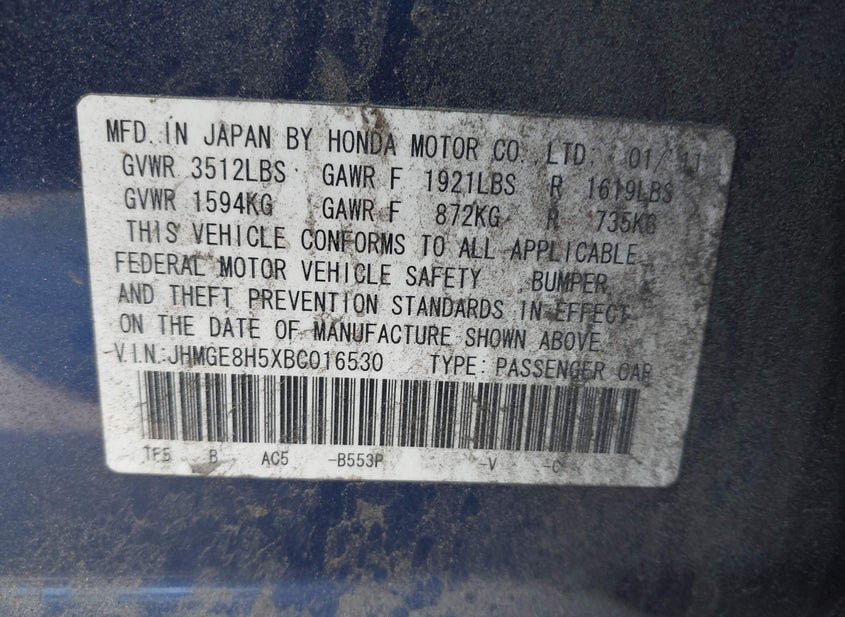 MFD. IN JAPAN BY HONDA MOTOR CO., LTD. 01/11
GVWR 3512LBS GAWR F 1921LBS R 1619LBS
GVWR 1594KG GAWR F 872KG R 735KG
THIS VEHICLE CONFORMS TO ALL APPLICABLE
FEDERAL MOTOR VEHICLE SAFETY , BUMPER,
AND THEFT PREVENTION STANDARDS IN EFFECT
ON THE DATE OF MANUFACTURE SHOWN ABOVE.
V.I.N: JHMGE8H5XBC016530 TYPE: PASSENGER CAR
TF5 B AC5 -B553P -V -C